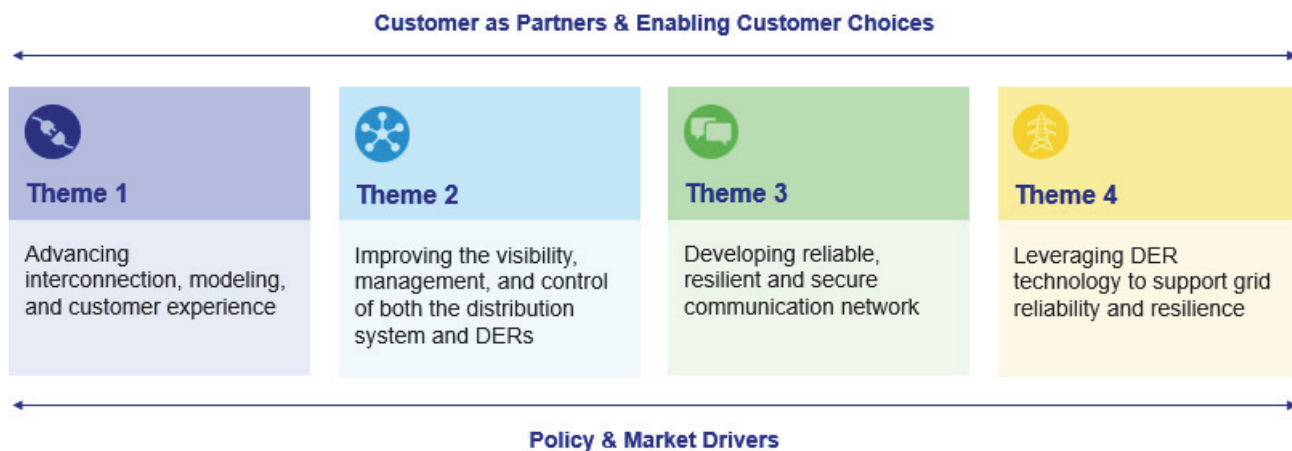 Customer as Partners & Enabling Customer Choices
Theme 1
Advancing
interconnection, modeling,
and customer experience
Theme 2
Improving the visibility,
management, and control
of both the distribution
system and DERs
Theme 3
Developing reliable,
resilient and secure
communication network
Theme 4
Leveraging DER
technology to support grid
reliability and resilience
Policy & Market Drivers